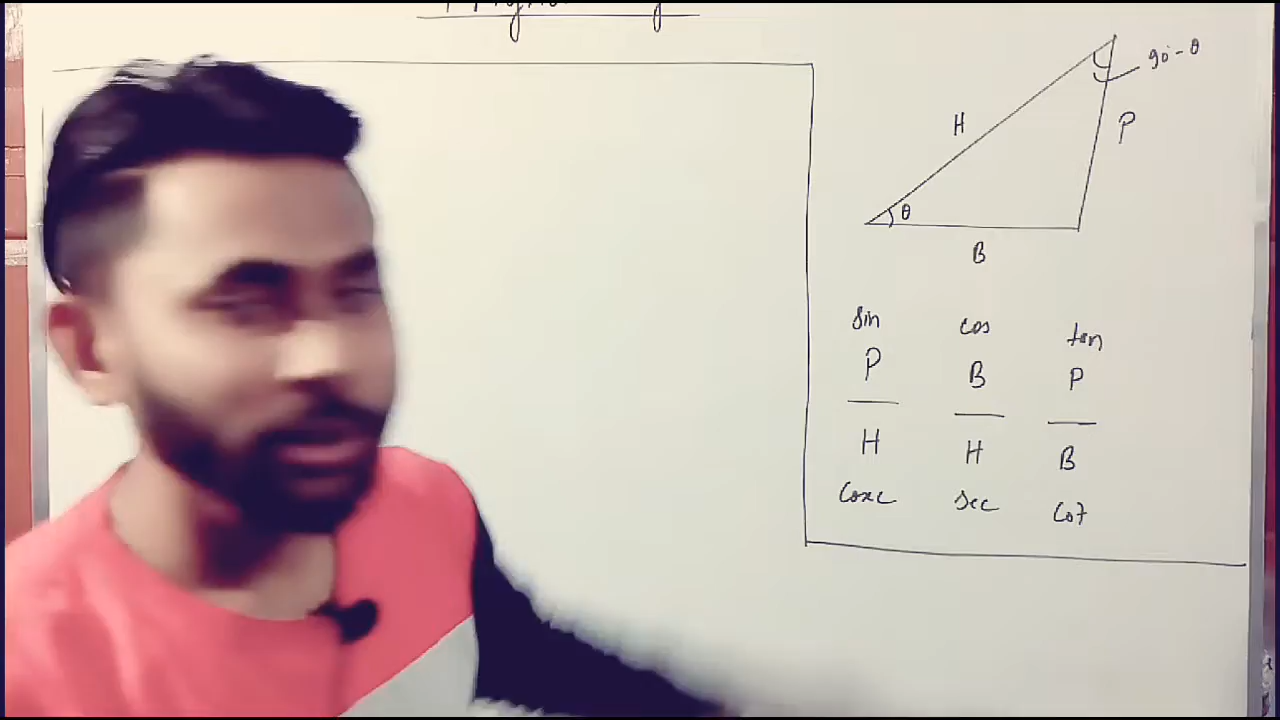 90° - θ
H
P
θ
B
sin cos tan
P B P
H H B
Cosec Sec Cot